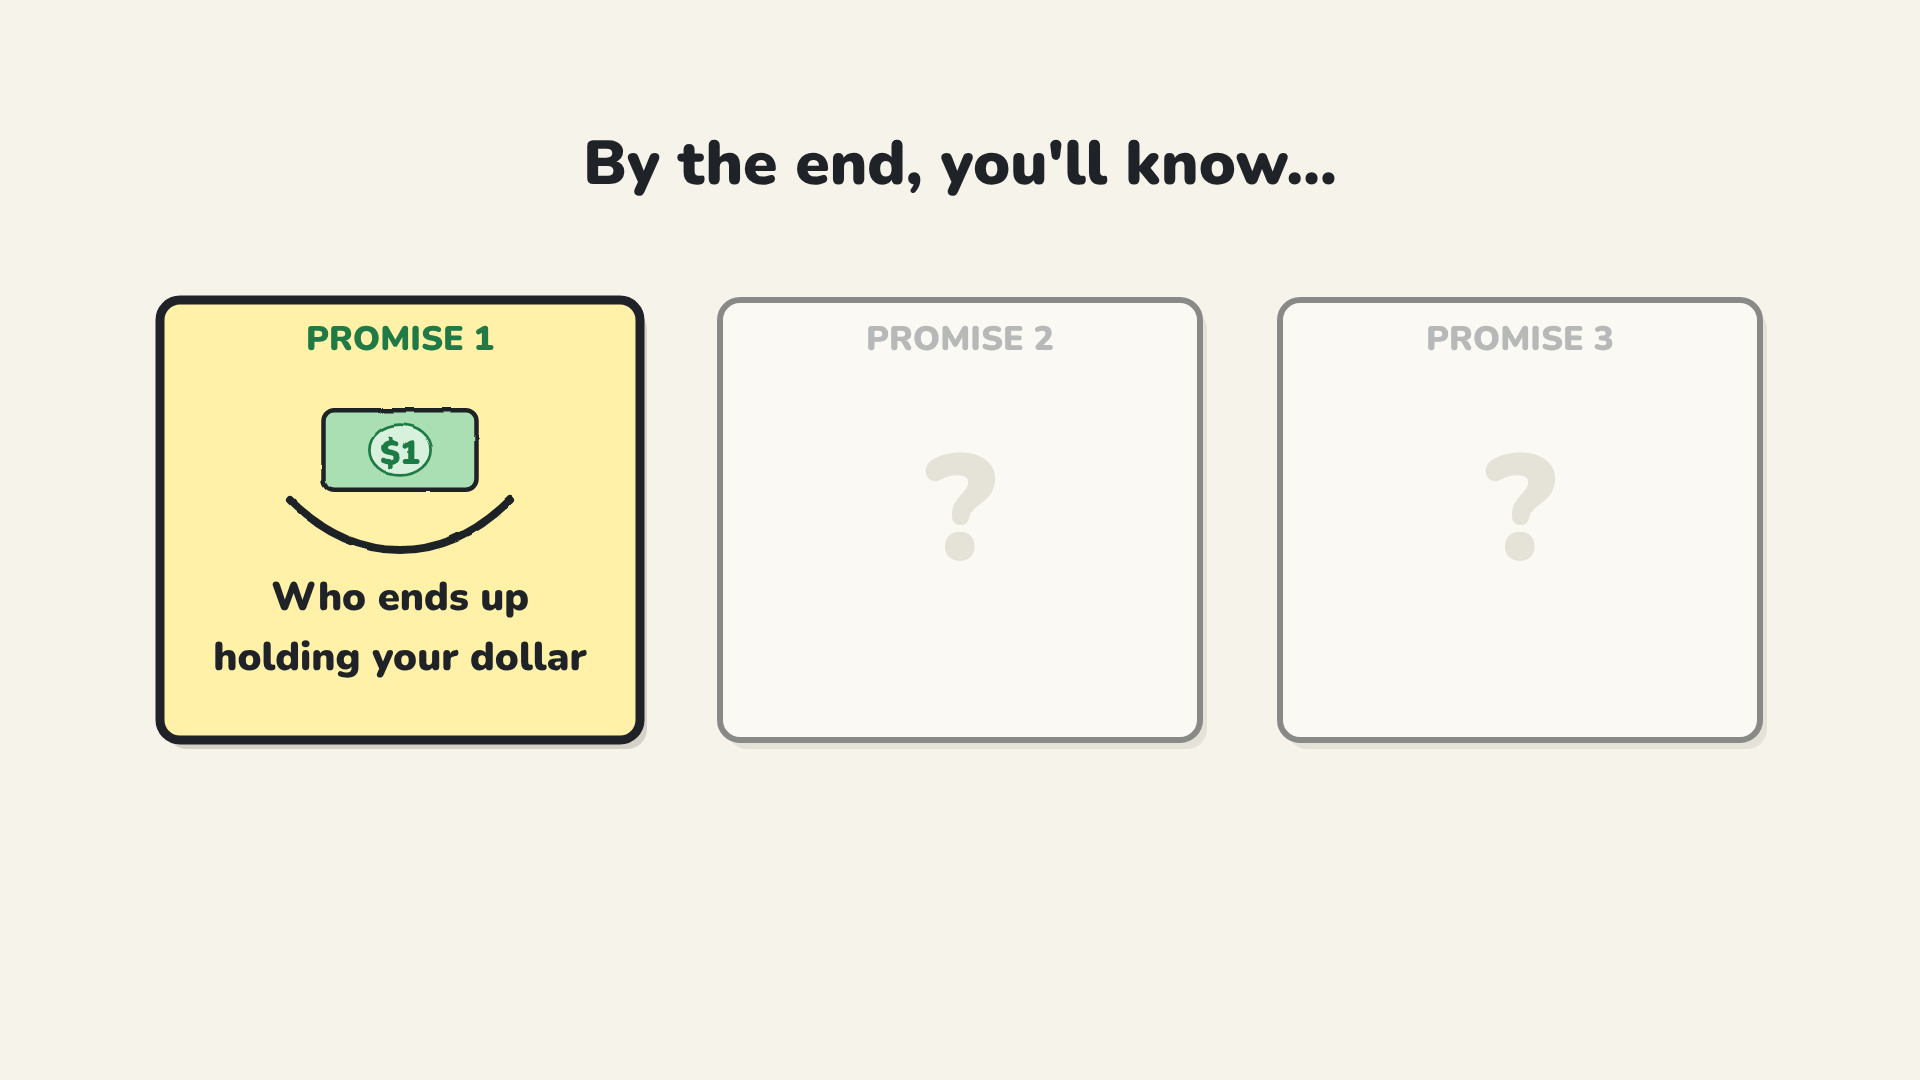 By the end, you'll know...
PROMISE 1
$1
Who ends up
holding your dollar
PROMISE 2
?
PROMISE 3
?